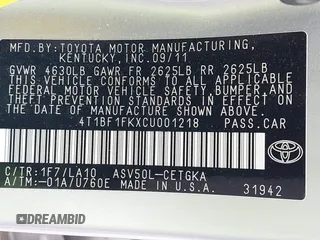 MFD.BY:TOYOTA MOTOR MANUFACTURING,
KENTUCKY,INC.09/11
GVWR 4630LB GAWR FR 2625LB RR 2625LB
THIS VEHICLE CONFORMS TO ALL APPLICABLE
FEDERAL MOTOR VEHICLE SAFETY, BUMPER, AND
THEFT PREVENTION STANDARDS IN EFFECT ON
THE DATE OF MANUFACTURE SHOWN ABOVE.
4T1BF1FKXCU001218 PASS.CAR
C/TR:1F7/LA10 ASV50L-CETGKA
A/TM:-01A/U760E MADE IN U.S.A.
TOYOTA
31942
DREAMBID